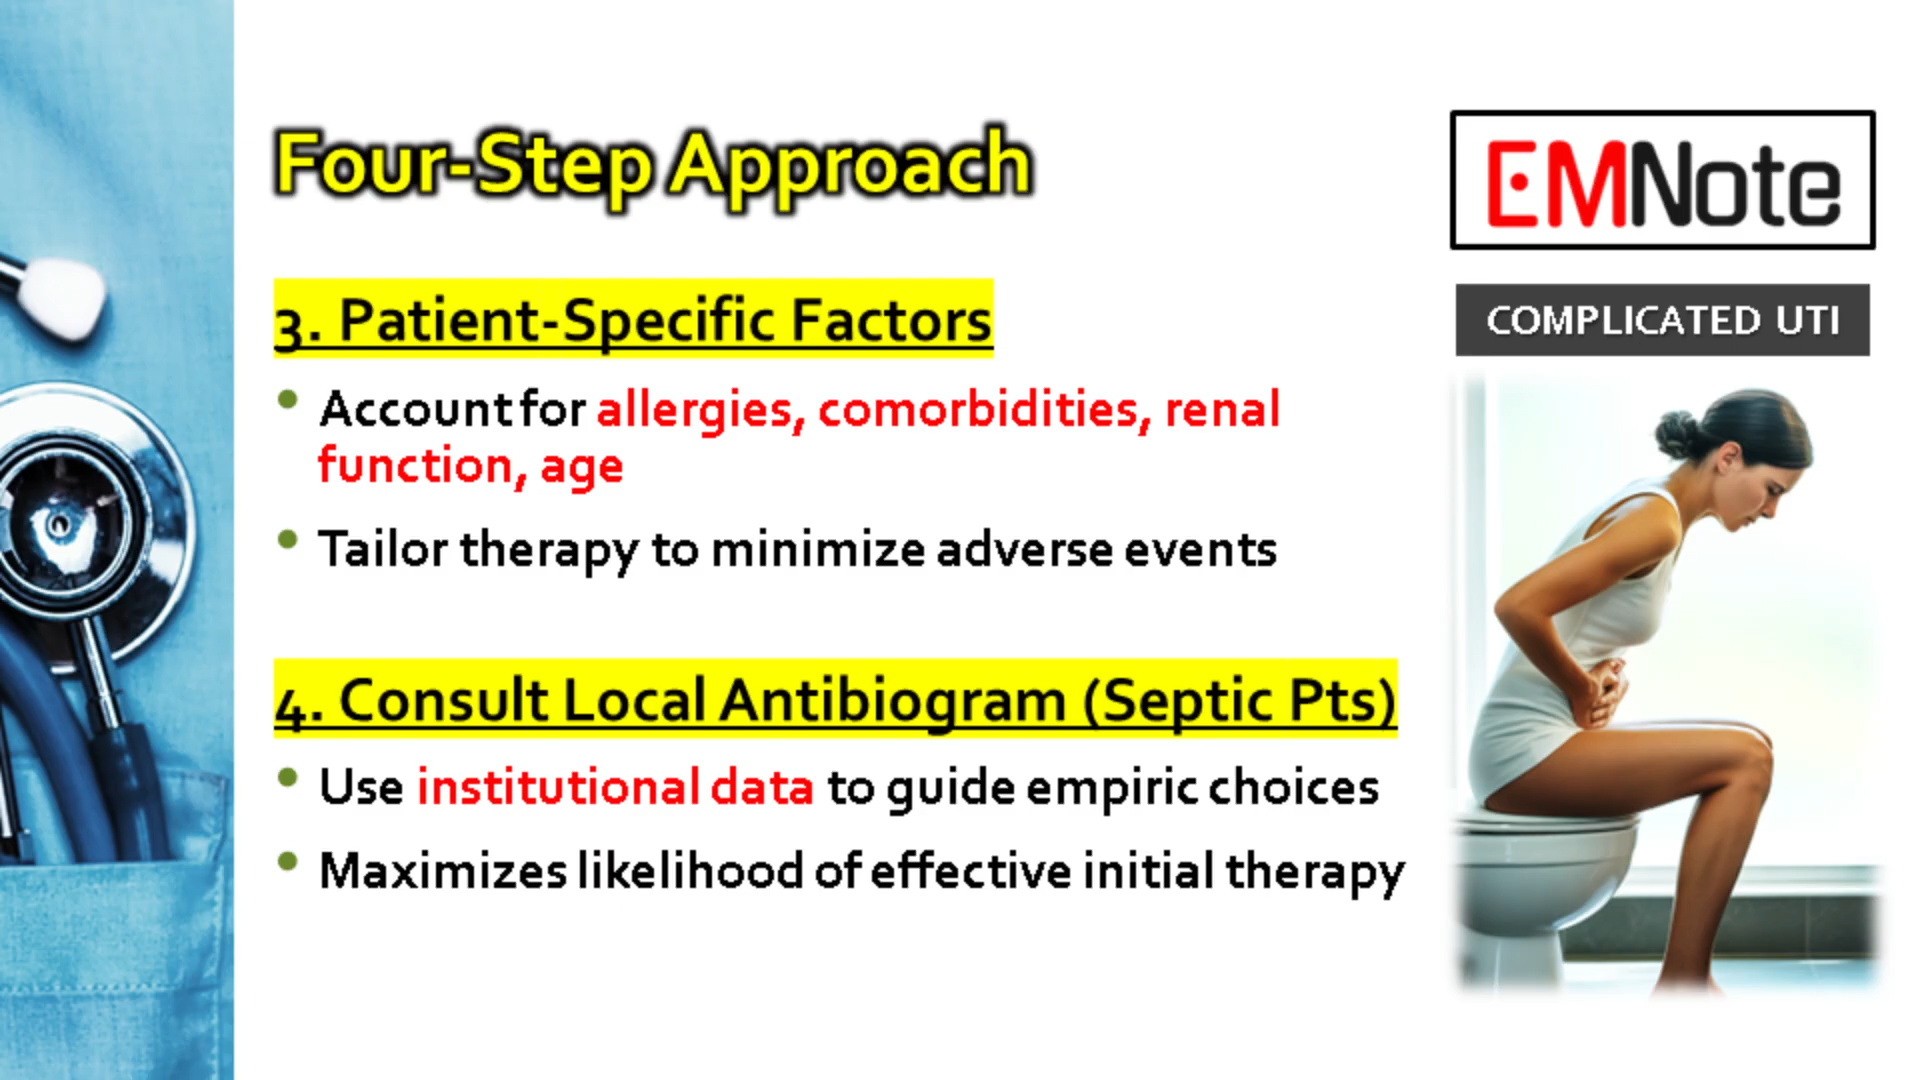 Four-Step Approach
EMNote
COMPLICATED UTI
3. Patient-Specific Factors
• Account for allergies, comorbidities, renal
function, age
• Tailor therapy to minimize adverse events
4. Consult Local Antibiogram (Septic Pts)
• Use institutional data to guide empiric choices
• Maximizes likelihood of effective initial therapy